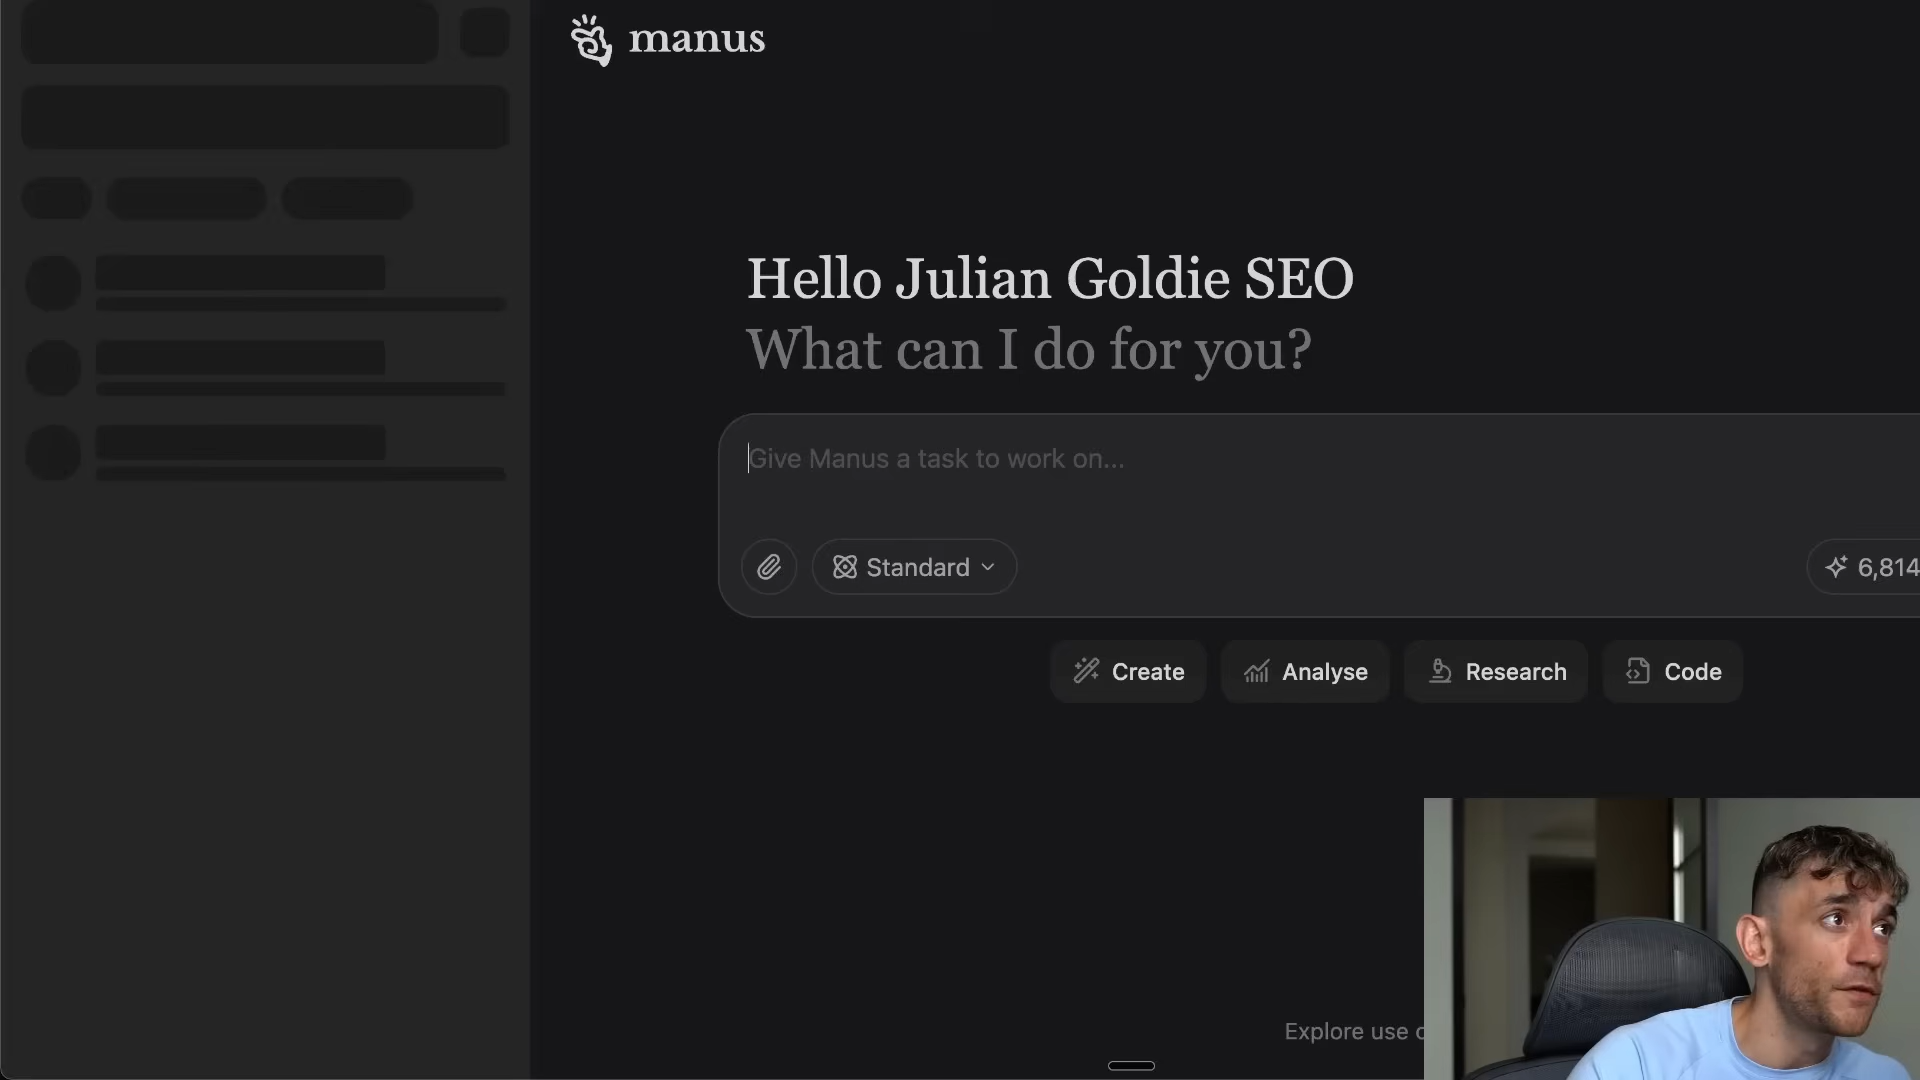 manus
Hello Julian Goldie SEO
What can I do for you?
Give Manus a task to work on...
Standard
6,814
Create
Analyse
Research
Code
Explore use